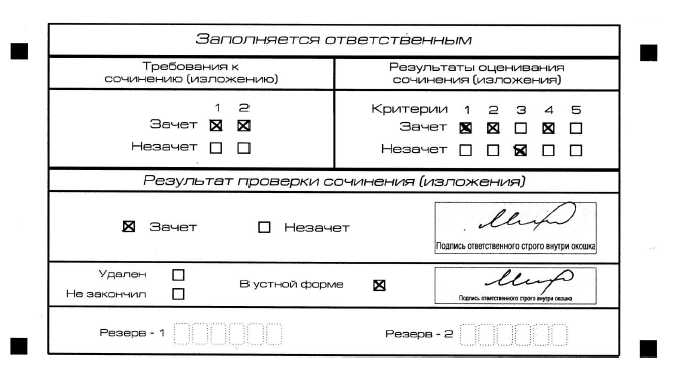 Заполняется ответственным
Требования к
сочинению (изложению)
1 2
Зачет
Незачет
Результаты оценивания
сочинения (изложения)
Критерии 1 2 3 4 5
Зачет
Незачет
Результат проверки сочинения (изложения)
Зачет
Незачет
Подпись ответственного строго внутри окошка
Удален
Не закончил
В устной форме
Подпись ответственного строго внутри окошка
Резерв - 1
Резерв - 2